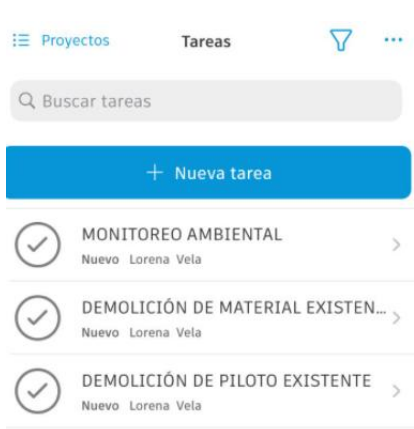 Proyectos Tareas
Buscar tareas
+ Nueva tarea
MONITOREO AMBIENTAL
Nuevo Lorena Vela
DEMOLICIÓN DE MATERIAL EXISTEN...
Nuevo Lorena Vela
DEMOLICIÓN DE PILOTO EXISTENTE
Nuevo Lorena Vela